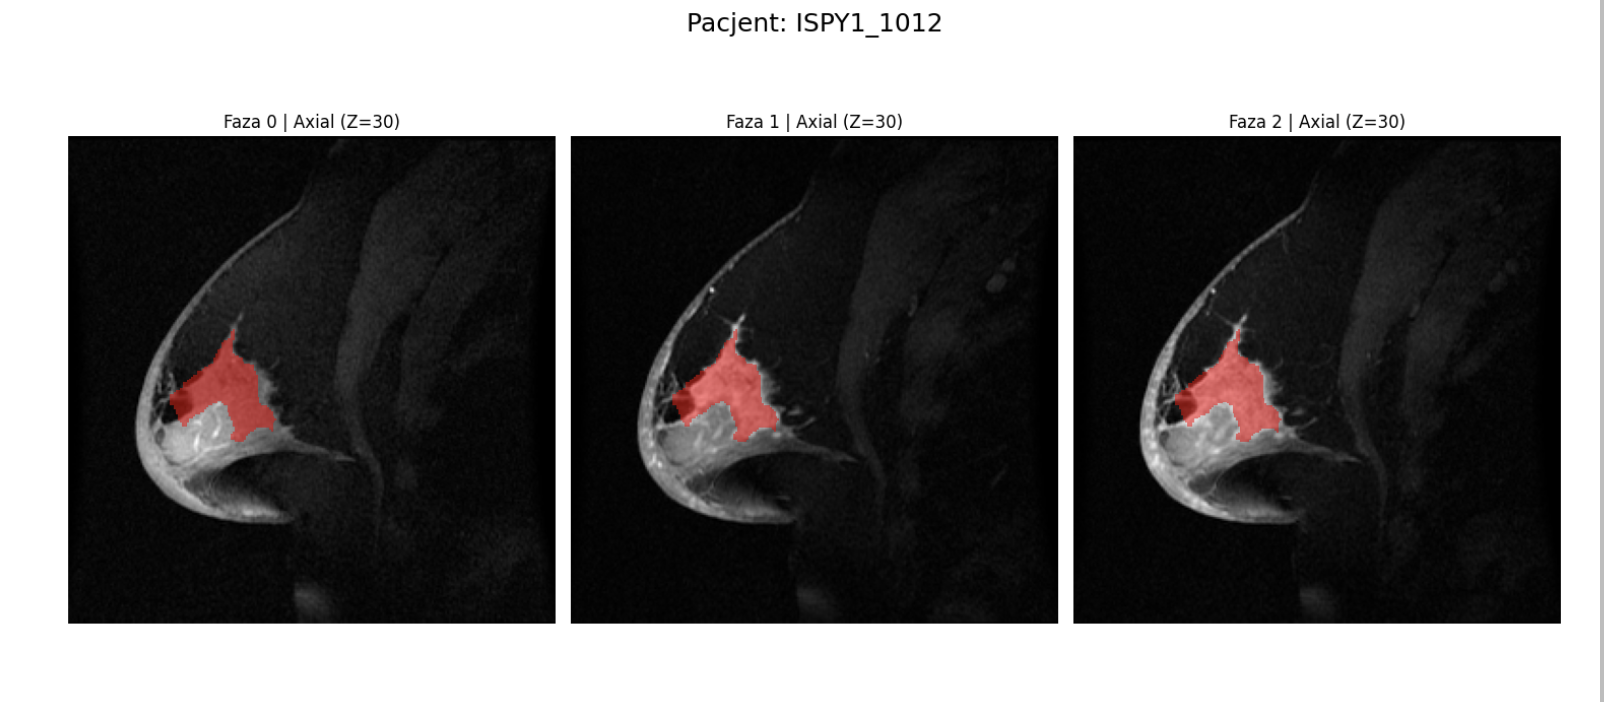 Pacjent: ISPY1_1012
Faza 0 | Axial (Z=30)
Faza 1 | Axial (Z=30)
Faza 2 | Axial (Z=30)